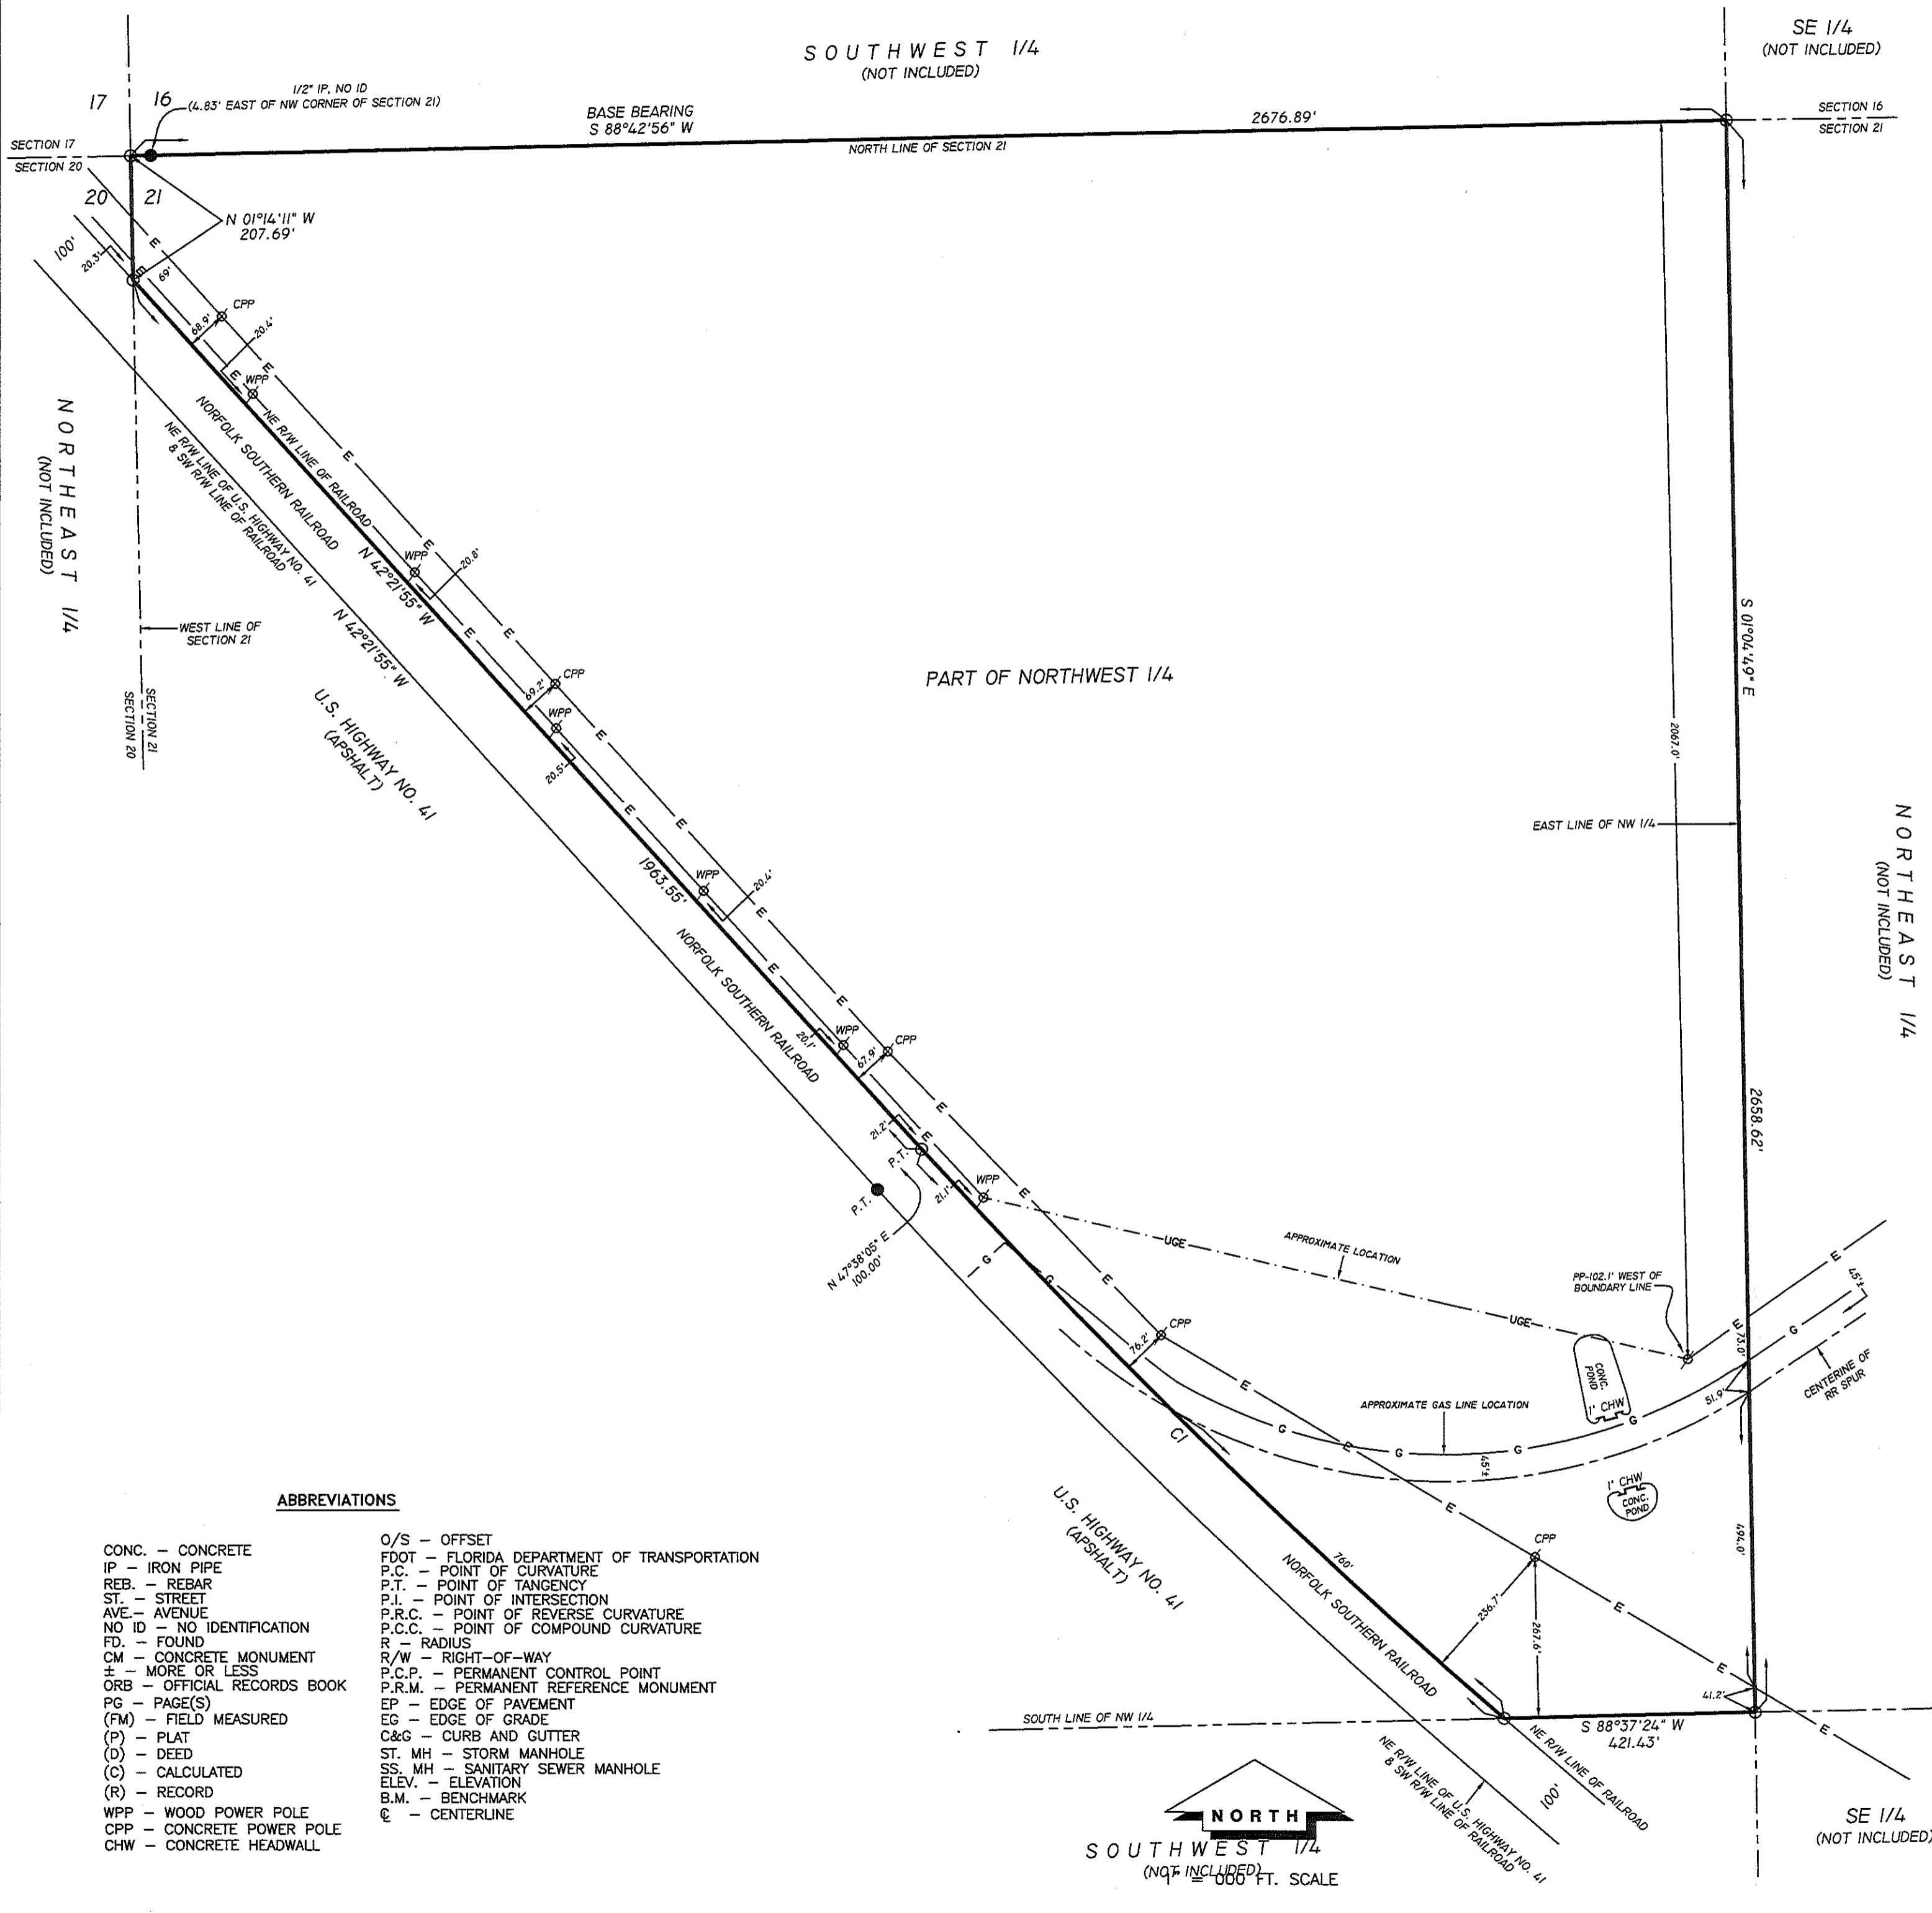 SOUTHWEST 1/4
(NOT INCLUDED)
SE 1/4
(NOT INCLUDED)
17
16
1/2" IP, NO ID
(4.83' EAST OF NW CORNER OF SECTION 21)
BASE BEARING
S 88°42'56" W
2676.89'
SECTION 16
SECTION 21
SECTION 17
SECTION 20
NORTH LINE OF SECTION 21
20
21
N 01°14'11" W
207.69'
100'
20.3'
E
E
69'
CPP
68.9'
20.4'
E
E
WPP
NORTHEAST 1/4
(NOT INCLUDED)
NORFOLK SOUTHERN RAILROAD
NE R/W LINE OF RAILROAD
NE R/W LINE OF U.S. HIGHWAY NO. 41
& SW R/W LINE OF RAILROAD
E
E
WPP
20.8'
N 42°21'55" W
N 42°21'55" W
E
E
WEST LINE OF
SECTION 21
SECTION 21
SECTION 20
S 01°04'49" E
PART OF NORTHWEST 1/4
CPP
69.2'
WPP
E
20.5'
2067.0'
U.S. HIGHWAY NO. 41
(APSHALT)
E
E
EAST LINE OF NW 1/4
NORTHEAST 1/4
(NOT INCLUDED)
1963.55'
WPP
20.4'
E
E
E
NORFOLK SOUTHERN RAILROAD
20.1'
WPP
67.9'
CPP
E
2658.62'
21.2'
E
P.T.
21.1'
WPP
E
P.T.
N 47°38'05" E
100.00'
G
G
UGE
APPROXIMATE LOCATION
E
E
45'±
PP-102.1' WEST OF
BOUNDARY LINE
UGE
E
73.0'
G
CPP
76.2'
CONC.
POND
1' CHW
CENTERINE OF
RR SPUR
E
51.9'
APPROXIMATE GAS LINE LOCATION
G
G
G
G
E
C1
45'±
1' CHW
CONC.
POND
E
U.S. HIGHWAY NO. 41
(APSHALT)
494.0'
CPP
760'
NORFOLK SOUTHERN RAILROAD
236.7'
267.6'
E
E
41.2'
SOUTH LINE OF NW 1/4
S 88°37'24" W
421.43'
E
NE R/W LINE OF RAILROAD
NE R/W LINE OF U.S. HIGHWAY NO. 41
& SW R/W LINE OF RAILROAD
100'
SE 1/4
(NOT INCLUDED)
NORTH
SOUTHWEST 1/4
(NOT INCLUDED)
FT. SCALE
ABBREVIATIONS
CONC. – CONCRETE
IP – IRON PIPE
REB. – REBAR
ST. – STREET
AVE.– AVENUE
NO ID – NO IDENTIFICATION
FD. – FOUND
CM – CONCRETE MONUMENT
± – MORE OR LESS
ORB – OFFICIAL RECORDS BOOK
PG – PAGE(S)
(FM) – FIELD MEASURED
(P) – PLAT
(D) – DEED
(C) – CALCULATED
(R) – RECORD
WPP – WOOD POWER POLE
CPP – CONCRETE POWER POLE
CHW – CONCRETE HEADWALL
O/S – OFFSET
FDOT – FLORIDA DEPARTMENT OF TRANSPORTATION
P.C. – POINT OF CURVATURE
P.T. – POINT OF TANGENCY
P.I. – POINT OF INTERSECTION
P.R.C. – POINT OF REVERSE CURVATURE
P.C.C. – POINT OF COMPOUND CURVATURE
R – RADIUS
R/W – RIGHT–OF–WAY
P.C.P. – PERMANENT CONTROL POINT
P.R.M. – PERMANENT REFERENCE MONUMENT
EP – EDGE OF PAVEMENT
EG – EDGE OF GRADE
C&G – CURB AND GUTTER
ST. MH – STORM MANHOLE
SS. MH – SANITARY SEWER MANHOLE
ELEV. – ELEVATION
B.M. – BENCHMARK
℄ – CENTERLINE